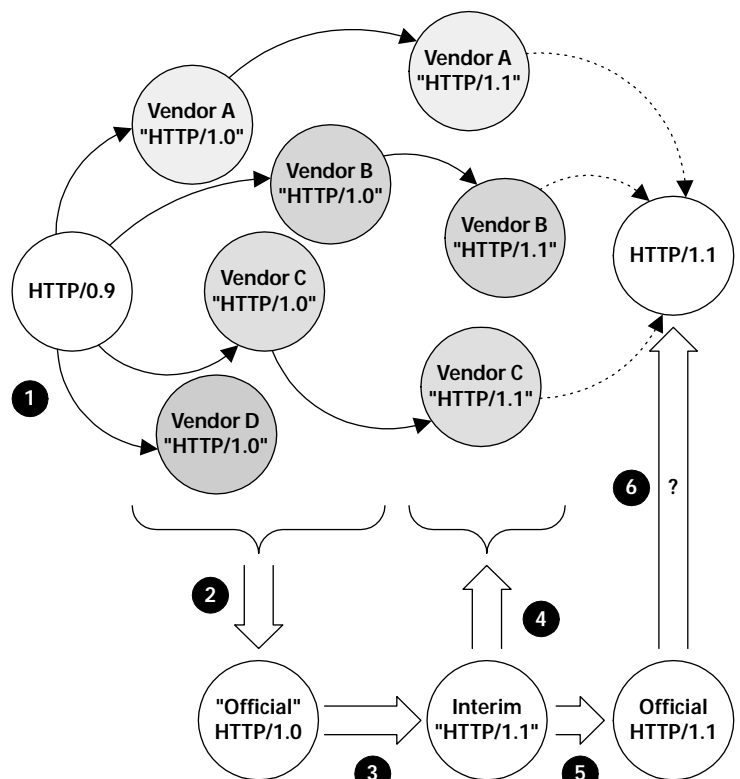 Vendor A
"HTTP/1.1"
Vendor A
"HTTP/1.0"
Vendor B
"HTTP/1.0"
Vendor B
"HTTP/1.1"
HTTP/1.1
HTTP/0.9
Vendor C
"HTTP/1.0"
Vendor C
"HTTP/1.1"
1
Vendor D
"HTTP/1.0"
6
?
2
4
"Official"
HTTP/1.0
Interim
"HTTP/1.1"
Official
HTTP/1.1
3
5